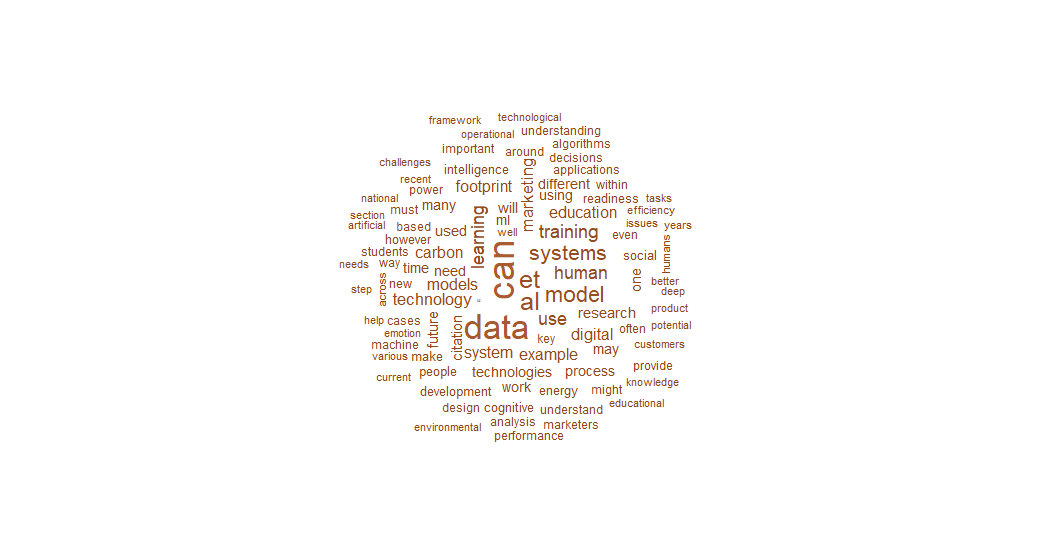 framework technological
operational understanding
important around algorithms
challenges intelligence decisions
recent applications
power footprint marketing different within
national using readiness tasks
section must many learning will education efficiency
artificial based used ml training issues years
however well even
students carbon can systems social humans
needs way time need et human one better
step across new models al model deep
technology research product
help cases future citation data use digital often potential
emotion key
machine system example may customers
various make
current people technologies process provide
development work energy might knowledge
design cognitive understand educational
environmental analysis marketers
performance